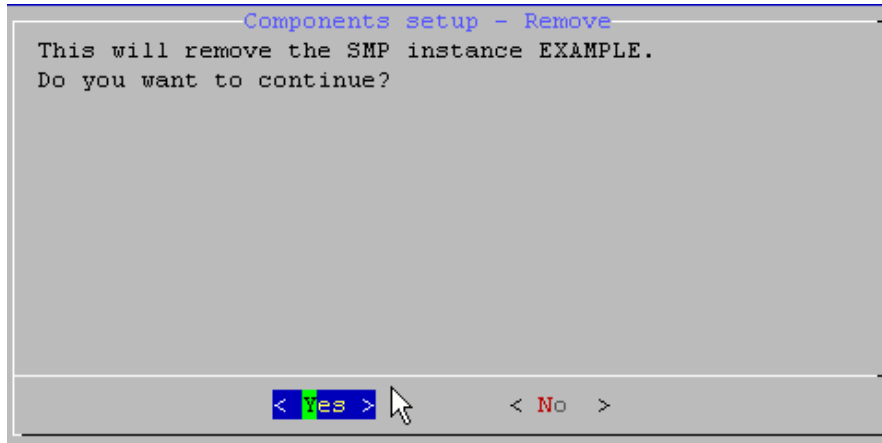 Components setup - Remove
This will remove the SMP instance EXAMPLE.
Do you want to continue?
< Yes > < No >